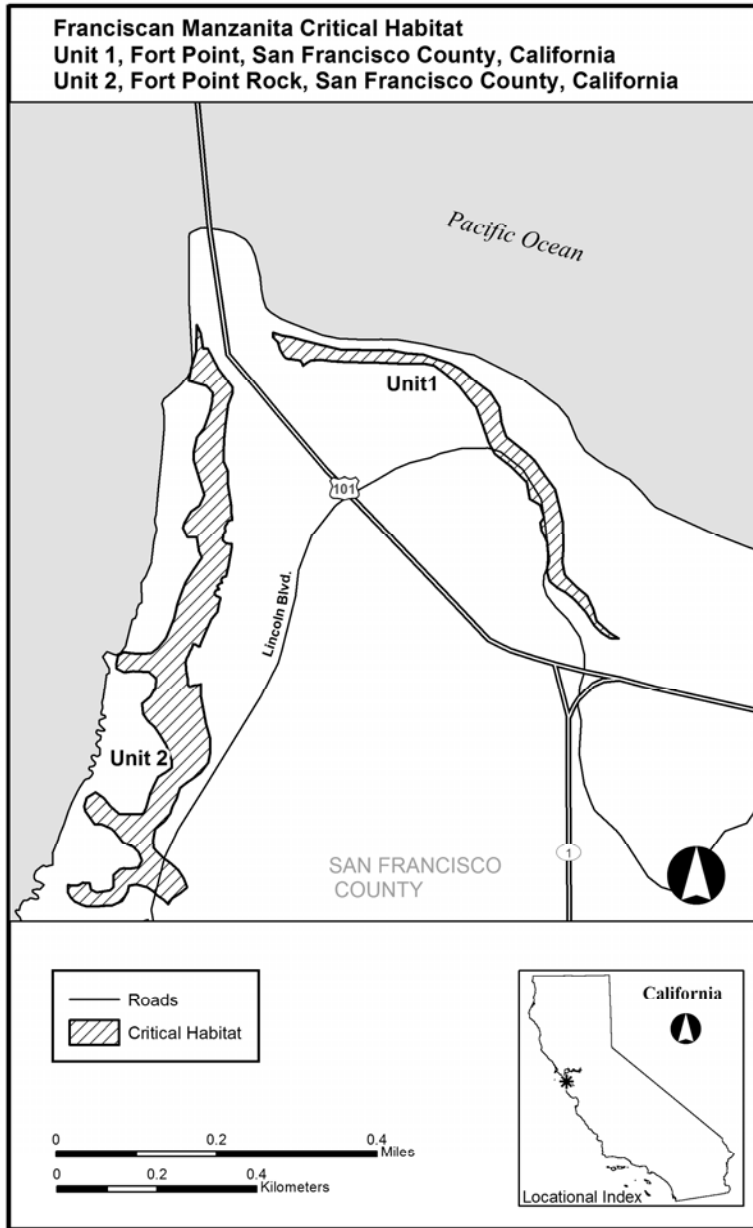 Franciscan Manzanita Critical Habitat
Unit 1, Fort Point, San Francisco County, California
Unit 2, Fort Point Rock, San Francisco County, California
Pacific Ocean
Unit1
101
Lincoln Blvd.
Unit 2
SAN FRANCISCO
COUNTY
1
Roads
Critical Habitat
0 0.2 0.4
Miles
0 0.2 0.4
Kilometers
California
Locational Index